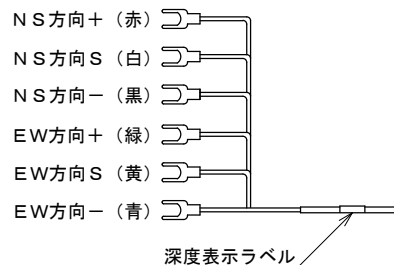 ＮＳ方向＋（赤）
ＮＳ方向Ｓ（白）
ＮＳ方向－（黒）
ＥＷ方向＋（緑）
ＥＷ方向Ｓ（黄）
ＥＷ方向－（青）
深度表示ラベル